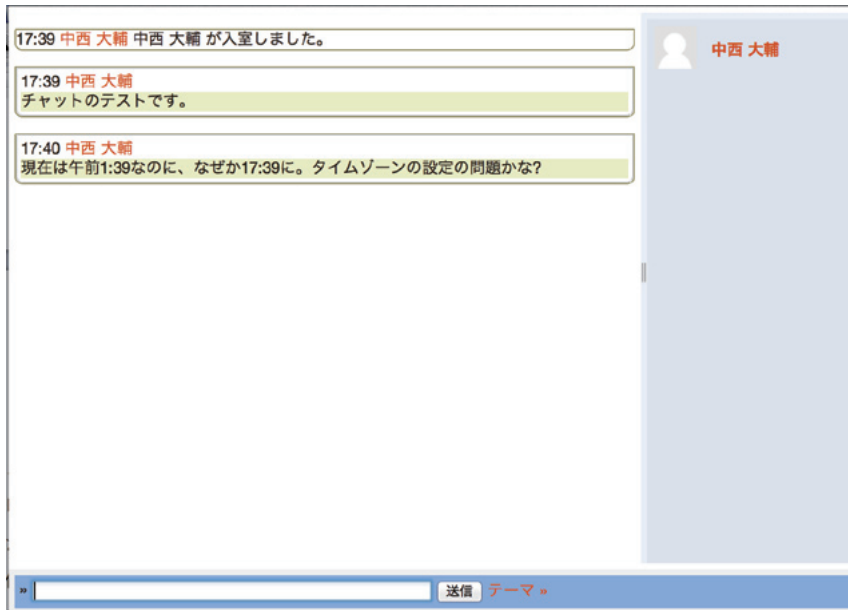 17:39 中西 大輔 中西 大輔 が入室しました。
17:39 中西 大輔
チャットのテストです。
17:40 中西 大輔
現在は午前1:39なのに、なぜか17:39に。タイムゾーンの設定の問題かな?
中西 大輔
» 送信 テーマ »